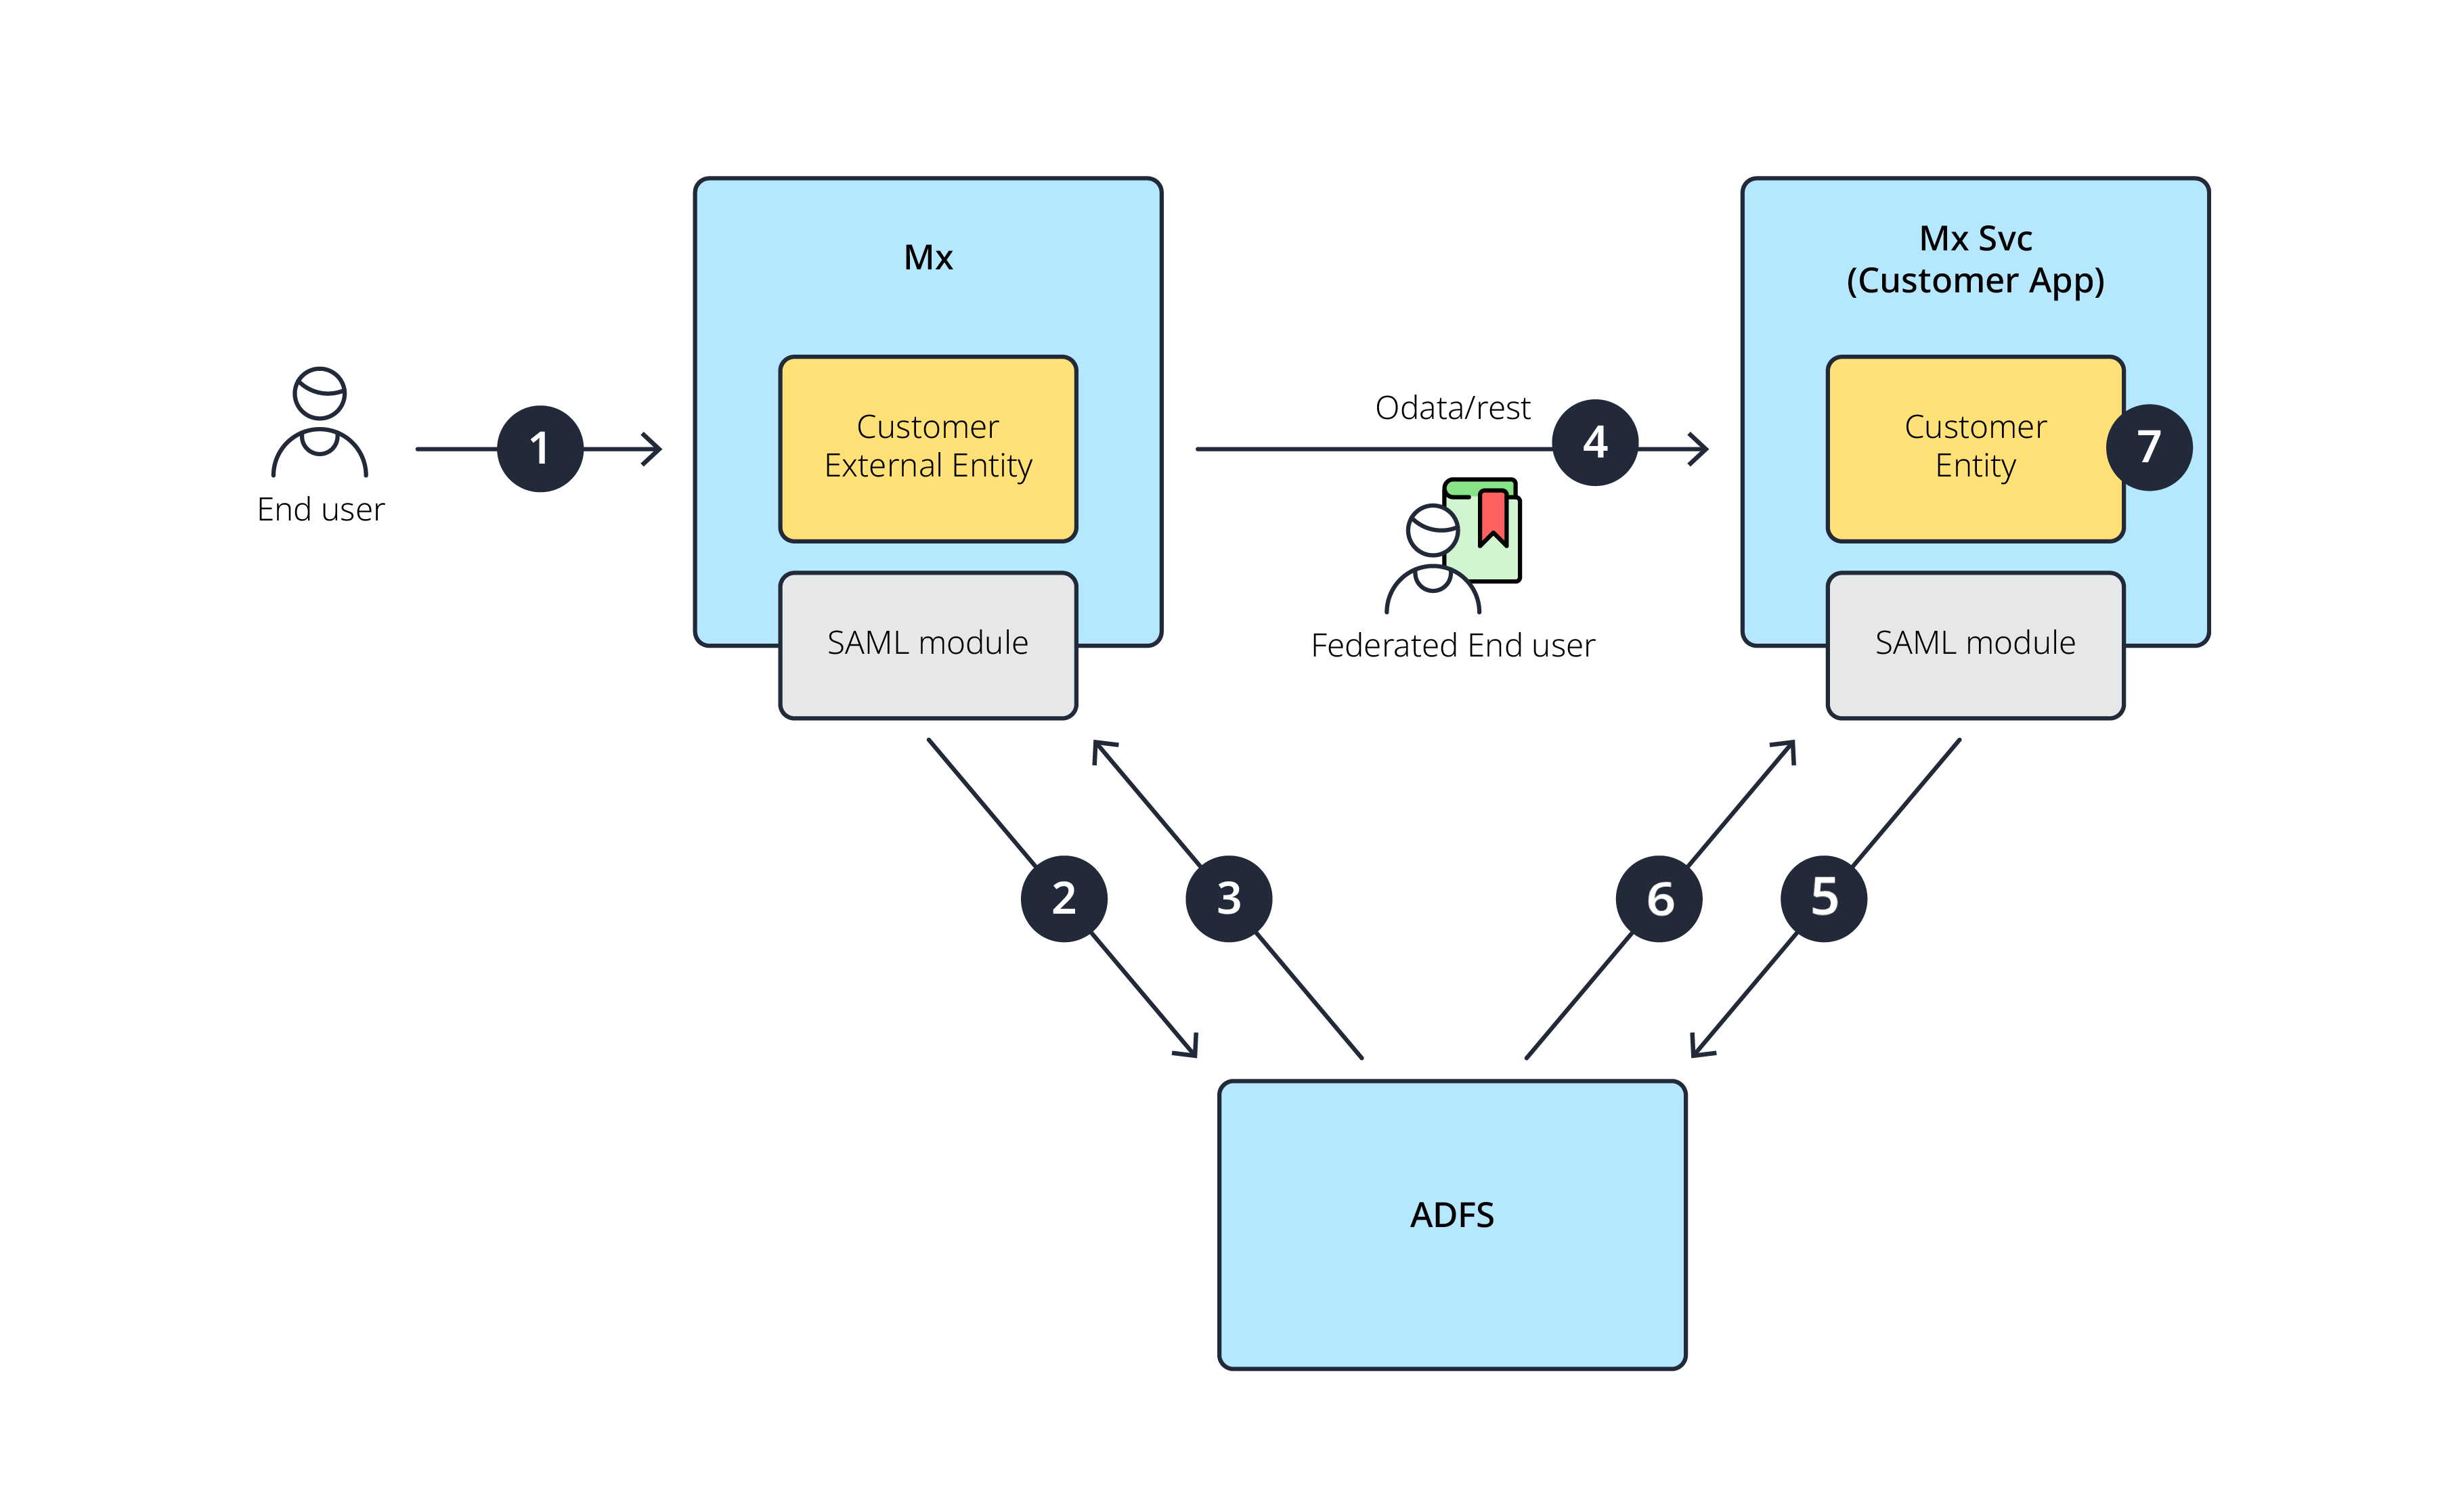 Mx
Customer
External Entity
SAML module
End user
1
Odata/rest
4
Federated End user
Mx Svc
(Customer App)
Customer
Entity
7
SAML module
2
3
6
5
ADFS